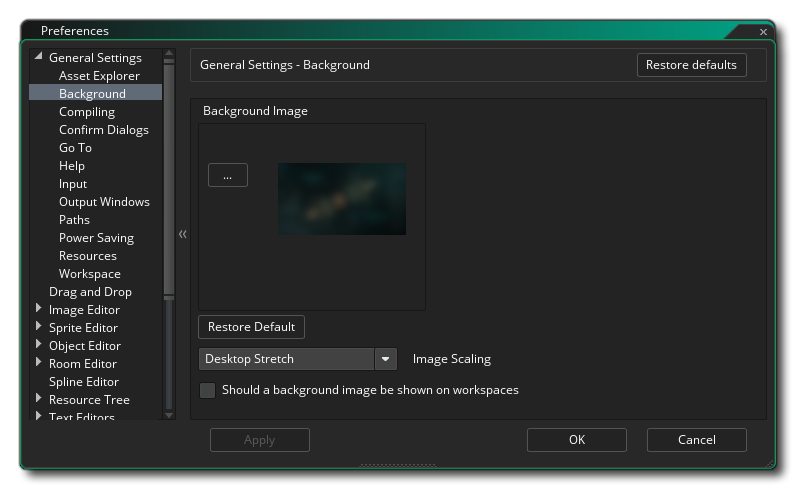 Preferences
General Settings
Asset Explorer
Background
Compiling
Confirm Dialogs
Go To
Help
Input
Output Windows
Paths
Power Saving
Resources
Workspace
Drag and Drop
Image Editor
Sprite Editor
Object Editor
Room Editor
Spline Editor
Resource Tree
Text Editors
General Settings - Background
Restore defaults
Background Image
...
Restore Default
Desktop Stretch
Image Scaling
Should a background image be shown on workspaces
Apply
OK
Cancel